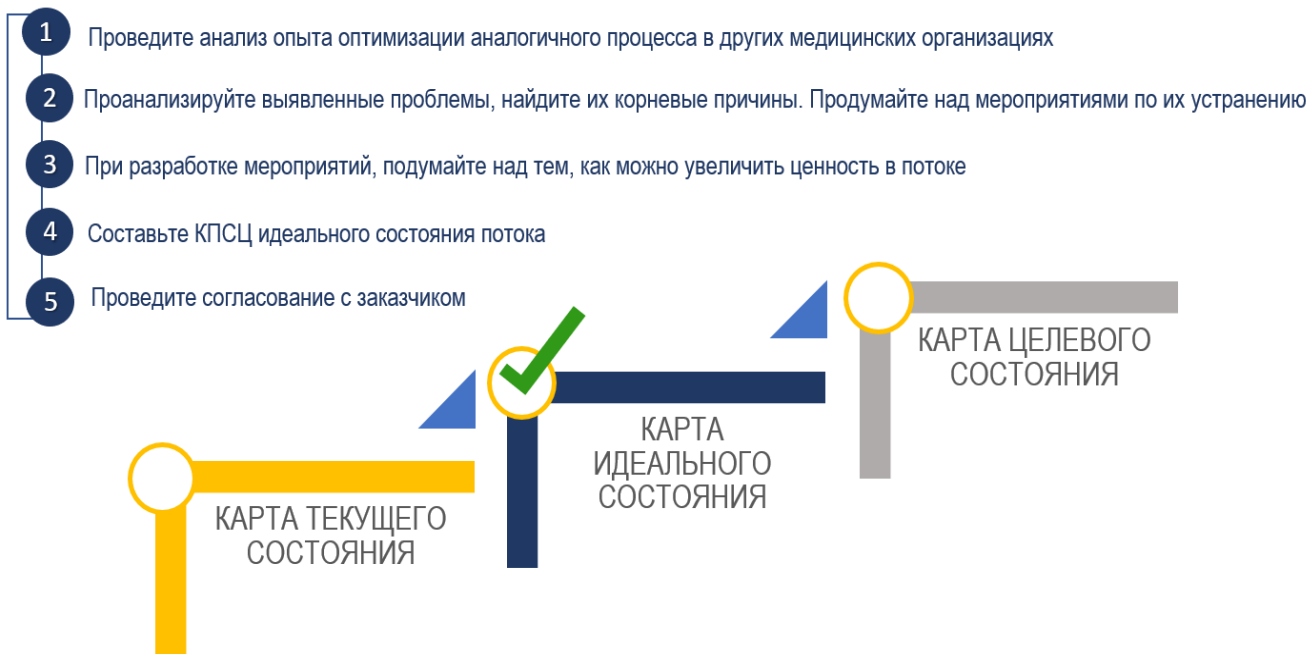 1 Проведите анализ опыта оптимизации аналогичного процесса в других медицинских организациях
2 Проанализируйте выявленные проблемы, найдите их корневые причины. Продумайте над мероприятиями по их устранению
3 При разработке мероприятий, подумайте над тем, как можно увеличить ценность в потоке
4 Составьте КПСЦ идеального состояния потока
5 Проведите согласование с заказчиком
КАРТА ЦЕЛЕВОГО
СОСТОЯНИЯ
КАРТА
ИДЕАЛЬНОГО
СОСТОЯНИЯ
КАРТА ТЕКУЩЕГО
СОСТОЯНИЯ